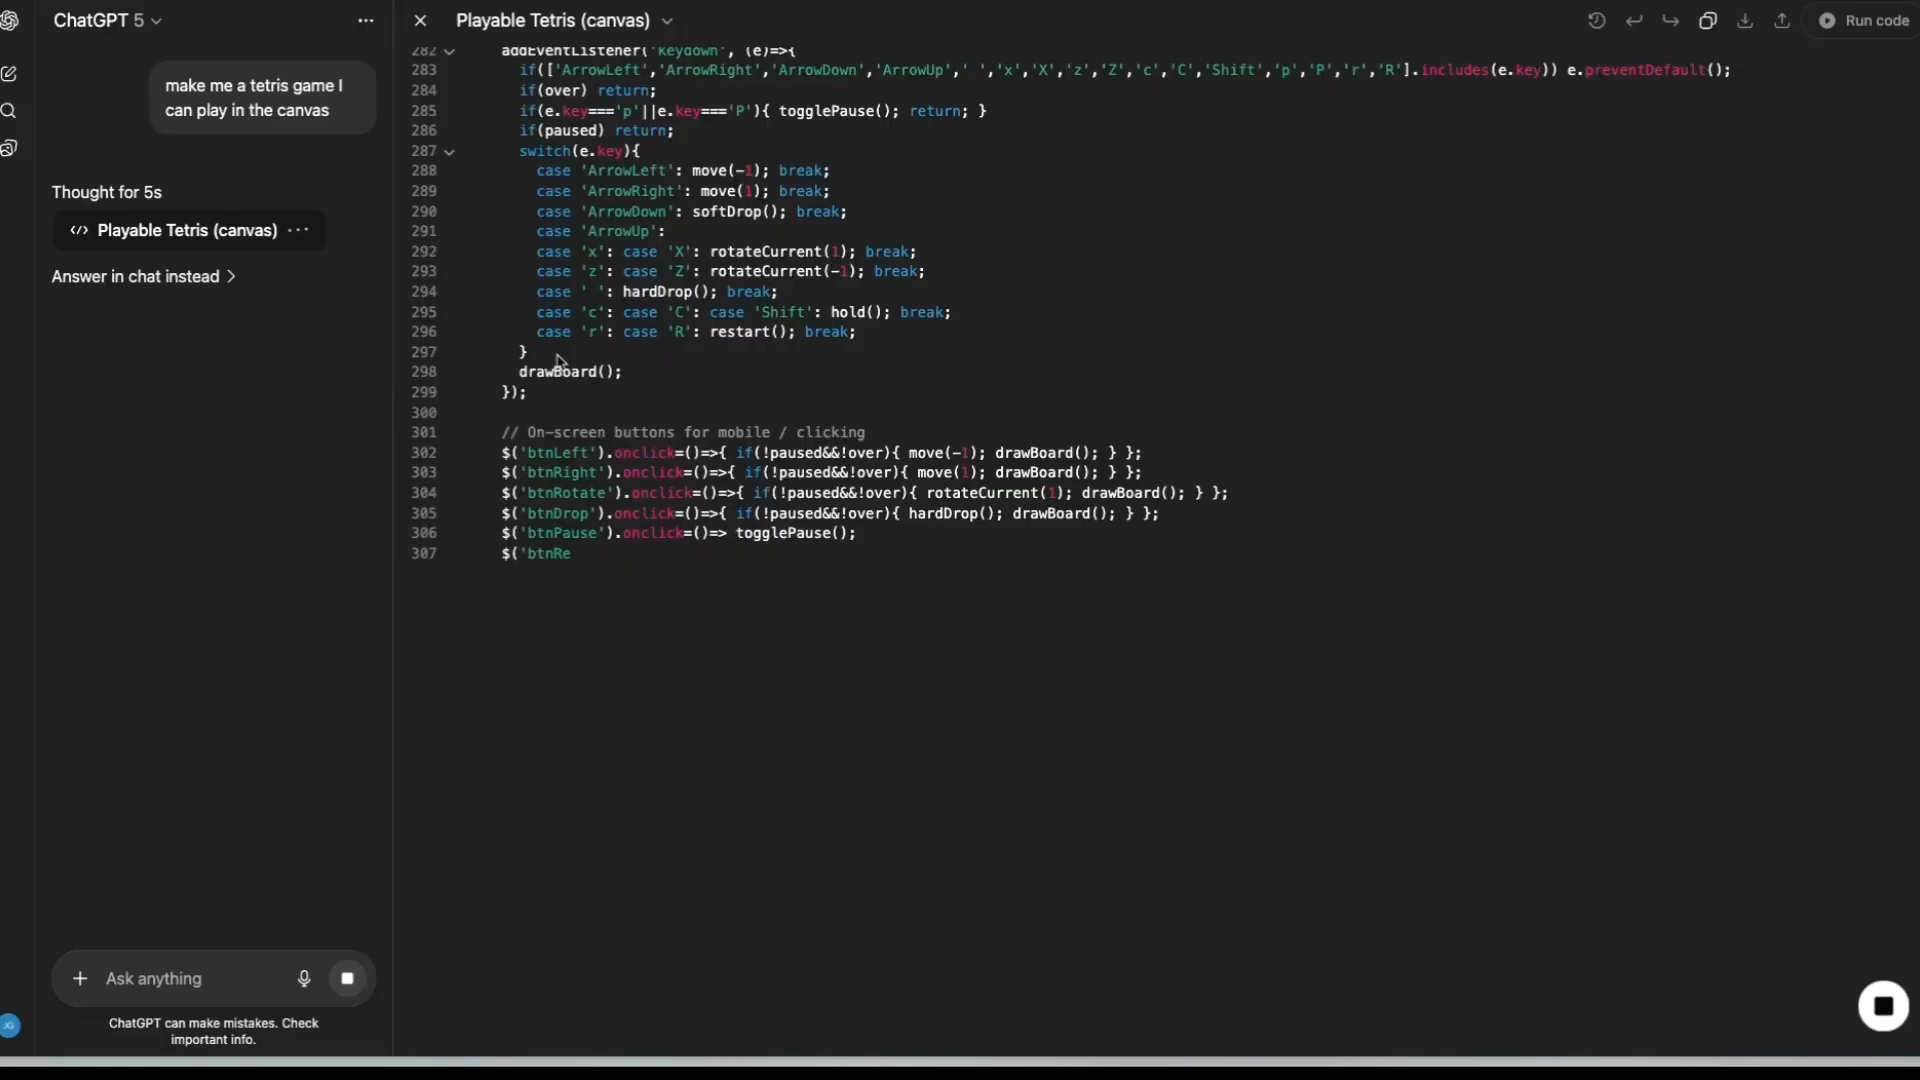 ChatGPT 5
make me a tetris game I
can play in the canvas
Thought for 5s
Playable Tetris (canvas)
Answer in chat instead
Ask anything
ChatGPT can make mistakes. Check
important info.
JG
Playable Tetris (canvas)
Run code
282 addEventListener('keydown', (e)=>{
283 if(['ArrowLeft','ArrowRight','ArrowDown','ArrowUp',' ','x','X','z','Z','c','C','Shift','p','P','r','R'].includes(e.key)) e.preventDefault();
284 if(over) return;
285 if(e.key==='p'||e.key==='P'){ togglePause(); return; }
286 if(paused) return;
287 switch(e.key){
288 case 'ArrowLeft': move(-1); break;
289 case 'ArrowRight': move(1); break;
290 case 'ArrowDown': softDrop(); break;
291 case 'ArrowUp':
292 case 'x': case 'X': rotateCurrent(1); break;
293 case 'z': case 'Z': rotateCurrent(-1); break;
294 case ' ': hardDrop(); break;
295 case 'c': case 'C': case 'Shift': hold(); break;
296 case 'r': case 'R': restart(); break;
297 }
298 drawBoard();
299 });
300
301 // On-screen buttons for mobile / clicking
302 $('btnLeft').onclick=()=>{ if(!paused&&!over){ move(-1); drawBoard(); } };
303 $('btnRight').onclick=()=>{ if(!paused&&!over){ move(1); drawBoard(); } };
304 $('btnRotate').onclick=()=>{ if(!paused&&!over){ rotateCurrent(1); drawBoard(); } };
305 $('btnDrop').onclick=()=>{ if(!paused&&!over){ hardDrop(); drawBoard(); } };
306 $('btnPause').onclick=()=> togglePause();
307 $('btnRe